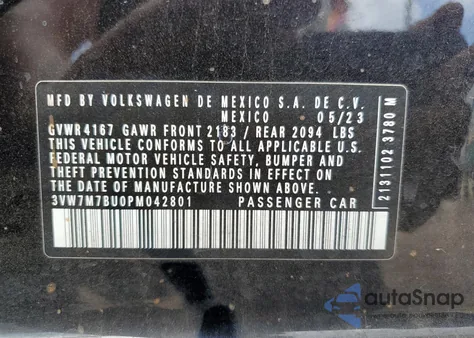 MFD BY VOLKSWAGEN DE MEXICO S.A. DE C.V.
MEXICO 05/23
GVWR4167 GAWR FRONT 2183 / REAR 2094 LBS
THIS VEHICLE CONFORMS TO ALL APPLICABLE U.S.
FEDERAL MOTOR VEHICLE SAFETY, BUMPER AND
THEFT PREVENTION STANDARDS IN EFFECT ON
THE DATE OF MANUFACTURE SHOWN ABOVE.
3VW7M7BU0PM042801 PASSENGER CAR
2131102 3780 M
autoSnap